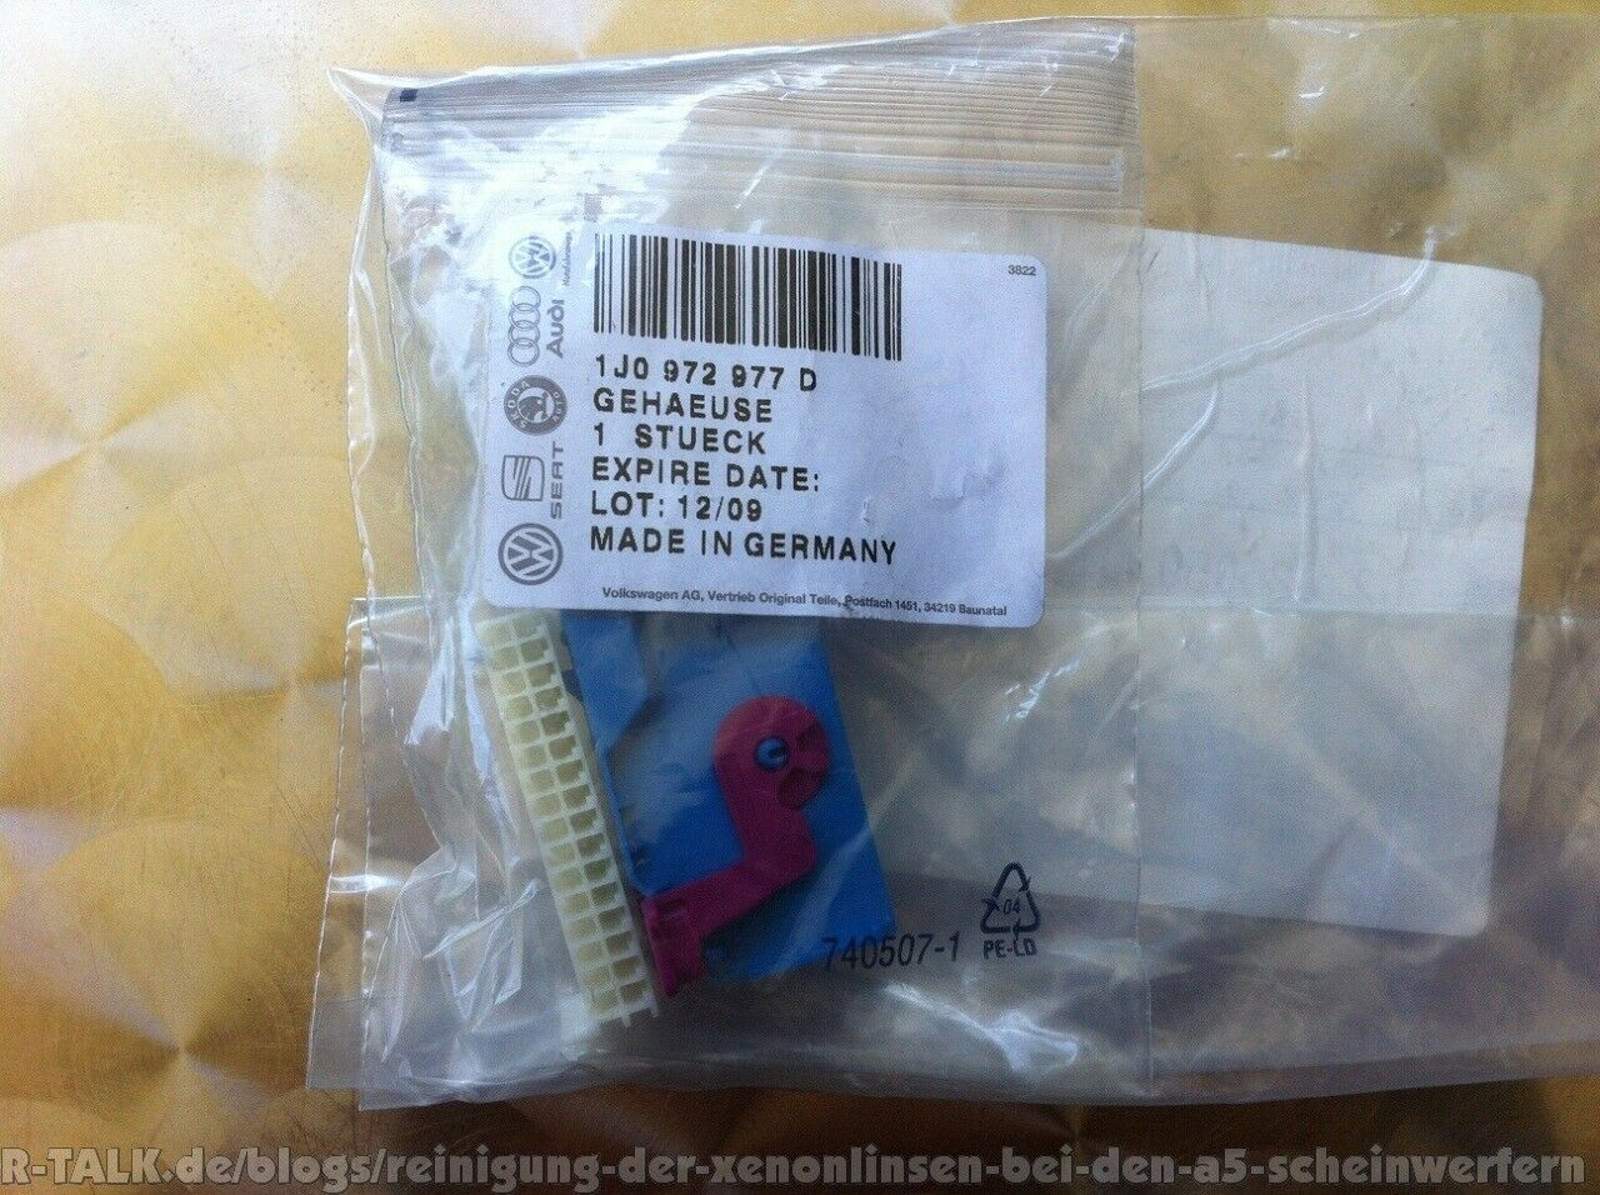 3822
Audi
ŠKODA
AUTO
SEAT
1J0 972 977 D
GEHAEUSE
1 STUECK
EXPIRE DATE:
LOT: 12/09
MADE IN GERMANY
Volkswagen AG, Vertrieb Original Teile, Postfach 1451, 34219 Baunatal
04
740507-1 PE-LD
R-TALK.de/blogs/reinigung-der-xenonlinsen-bei-den-a5-scheinwerfern